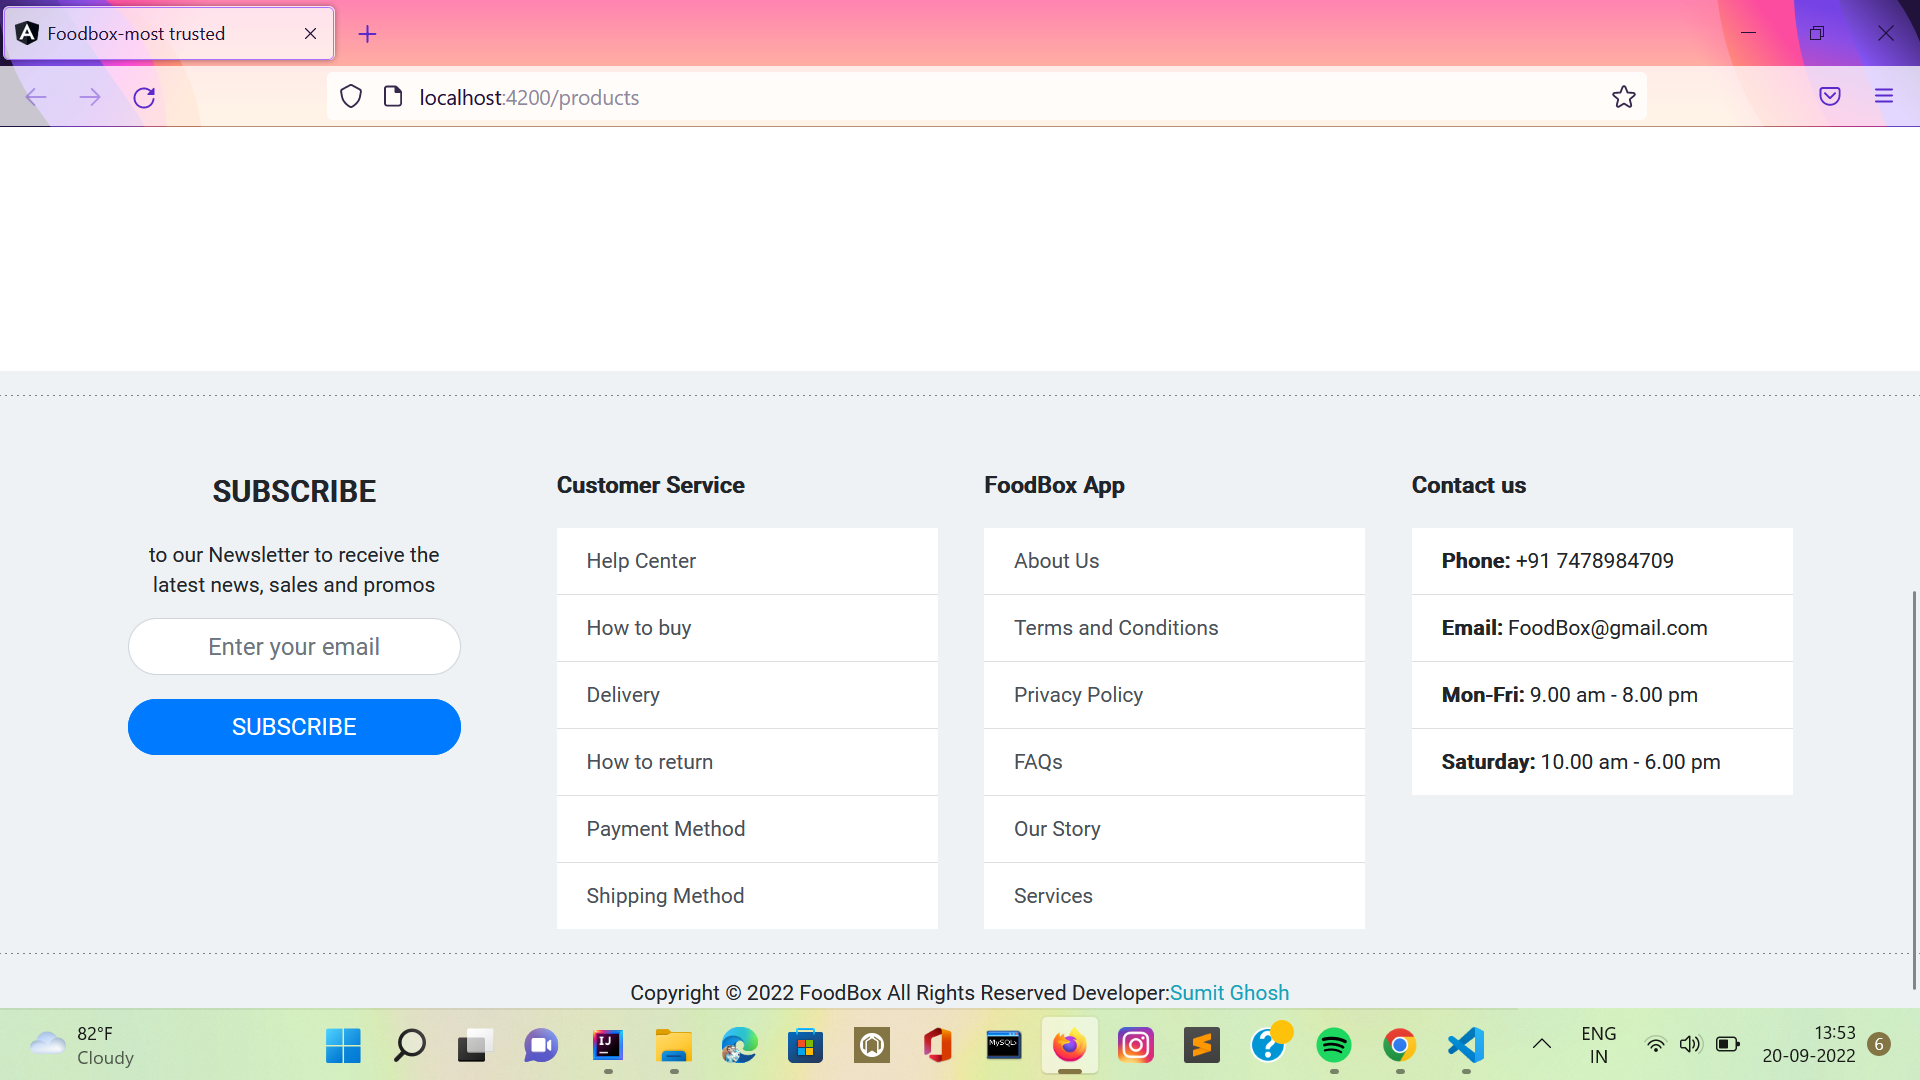 Foodbox-most trusted
localhost:4200/products
SUBSCRIBE
to our Newsletter to receive the
latest news, sales and promos
Enter your email
SUBSCRIBE
Customer Service
Help Center
How to buy
Delivery
How to return
Payment Method
Shipping Method
FoodBox App
About Us
Terms and Conditions
Privacy Policy
FAQs
Our Story
Services
Contact us
Phone: +91 7478984709
Email: FoodBox@gmail.com
Mon-Fri: 9.00 am - 8.00 pm
Saturday: 10.00 am - 6.00 pm
Copyright © 2022 FoodBox All Rights Reserved Developer:Sumit Ghosh
82°F
Cloudy
IJ
MySQL
ENG
IN
13:53
20-09-2022
6